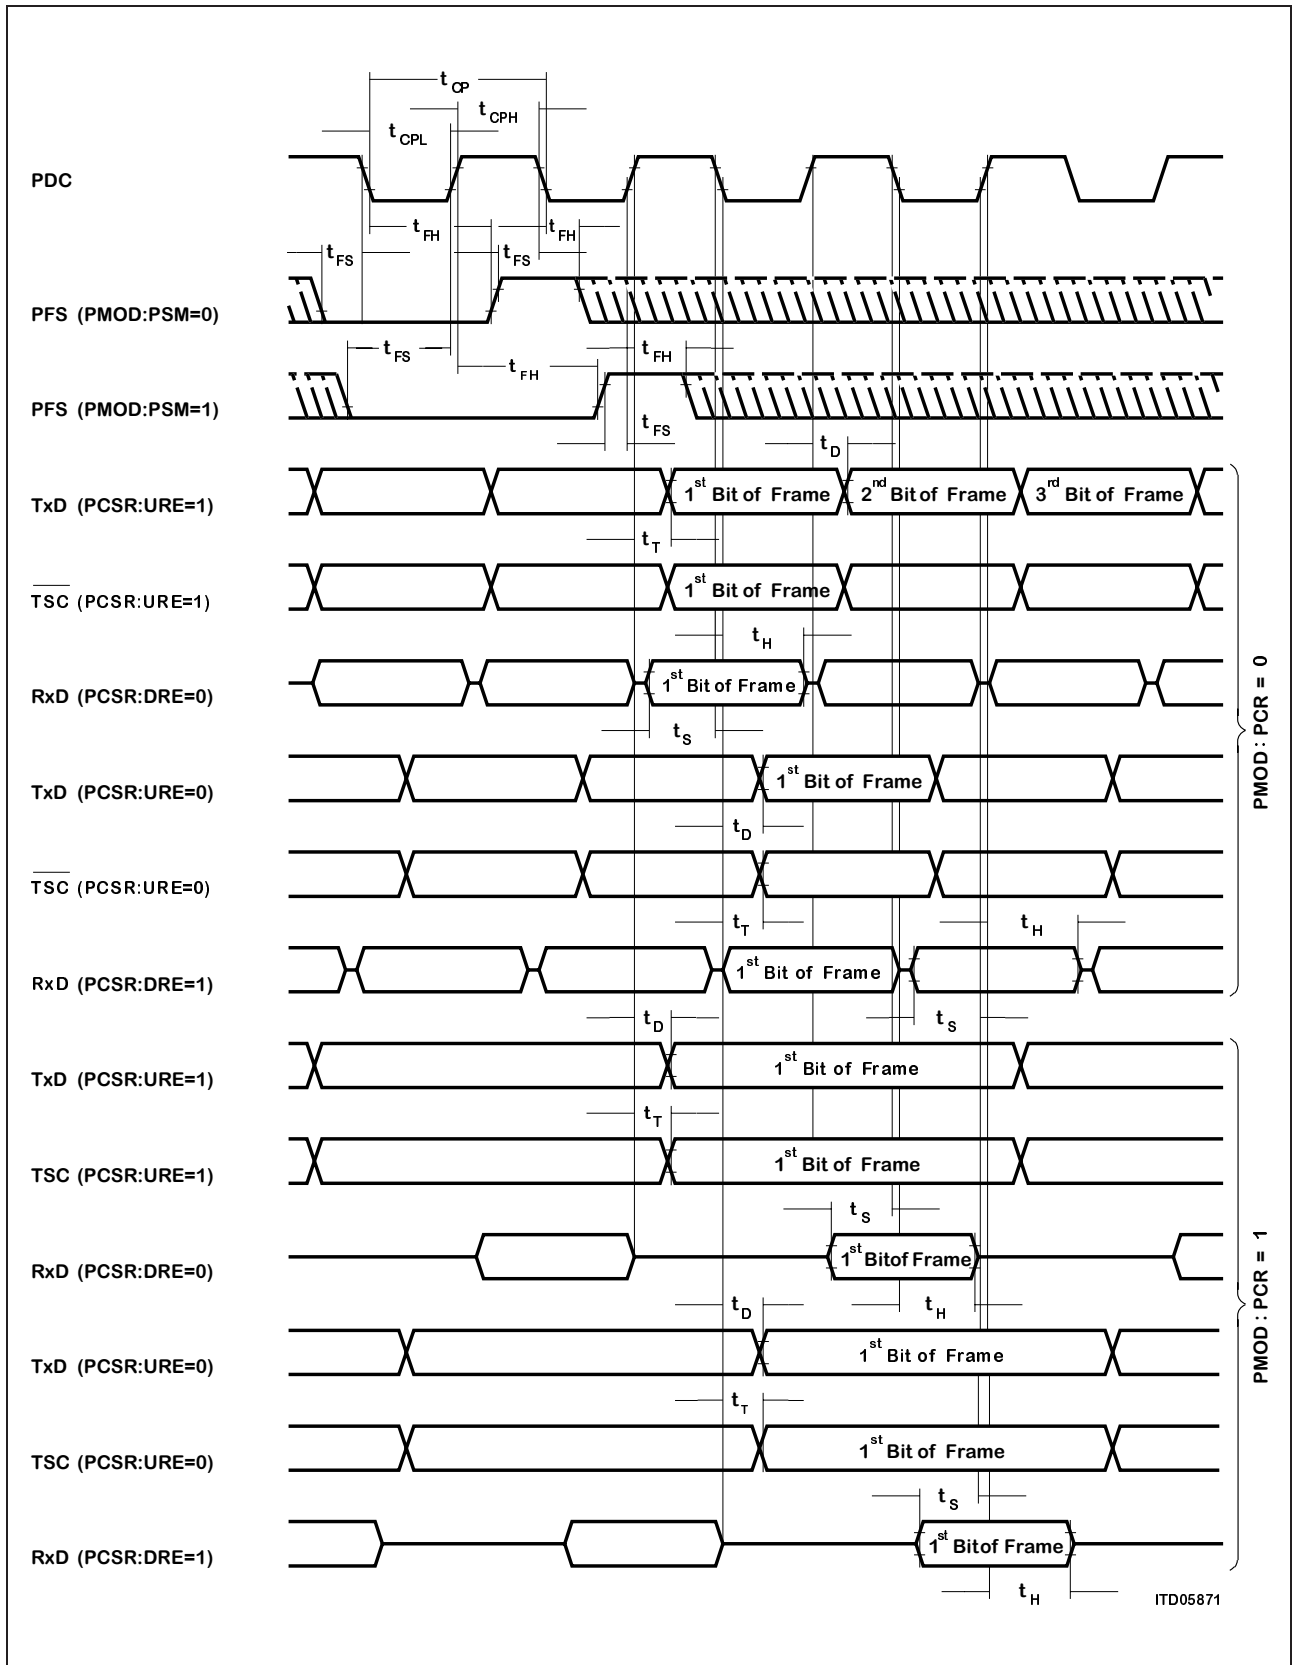 t CP
t CPH
t CPL
PDC
t FH t FH
t FS t FS
PFS (PMOD:PSM=0)
t FS t FH
t FH
PFS (PMOD:PSM=1)
t FS
t D
TxD (PCSR:URE=1) 1st Bit of Frame 2nd Bit of Frame 3rd Bit of Frame
t T
TSC (PCSR:URE=1) 1st Bit of Frame
t H
RxD (PCSR:DRE=0) 1st Bit of Frame
t S
TxD (PCSR:URE=0) 1st Bit of Frame
t D
TSC (PCSR:URE=0)
t T t H
RxD (PCSR:DRE=1) 1st Bit of Frame
PMOD : PCR = 0
t D t S
TxD (PCSR:URE=1) 1st Bit of Frame
t T
TSC (PCSR:URE=1) 1st Bit of Frame
t S
RxD (PCSR:DRE=0) 1st Bitof Frame
t D t H
TxD (PCSR:URE=0) 1st Bit of Frame
PMOD : PCR = 1
t T
TSC (PCSR:URE=0) 1st Bit of Frame
t S
RxD (PCSR:DRE=1) 1st Bitof Frame
t H
ITD05871